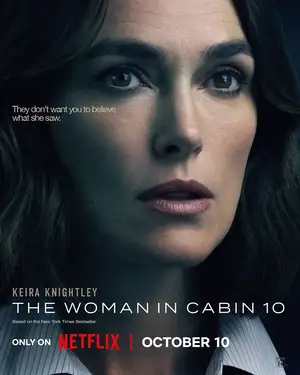 They don't want you to believe
what she saw.
KEIRA KNIGHTLEY
THE WOMAN IN CABIN 10
Based on the New York Times Bestseller
ONLY ON NETFLIX | OCTOBER 10